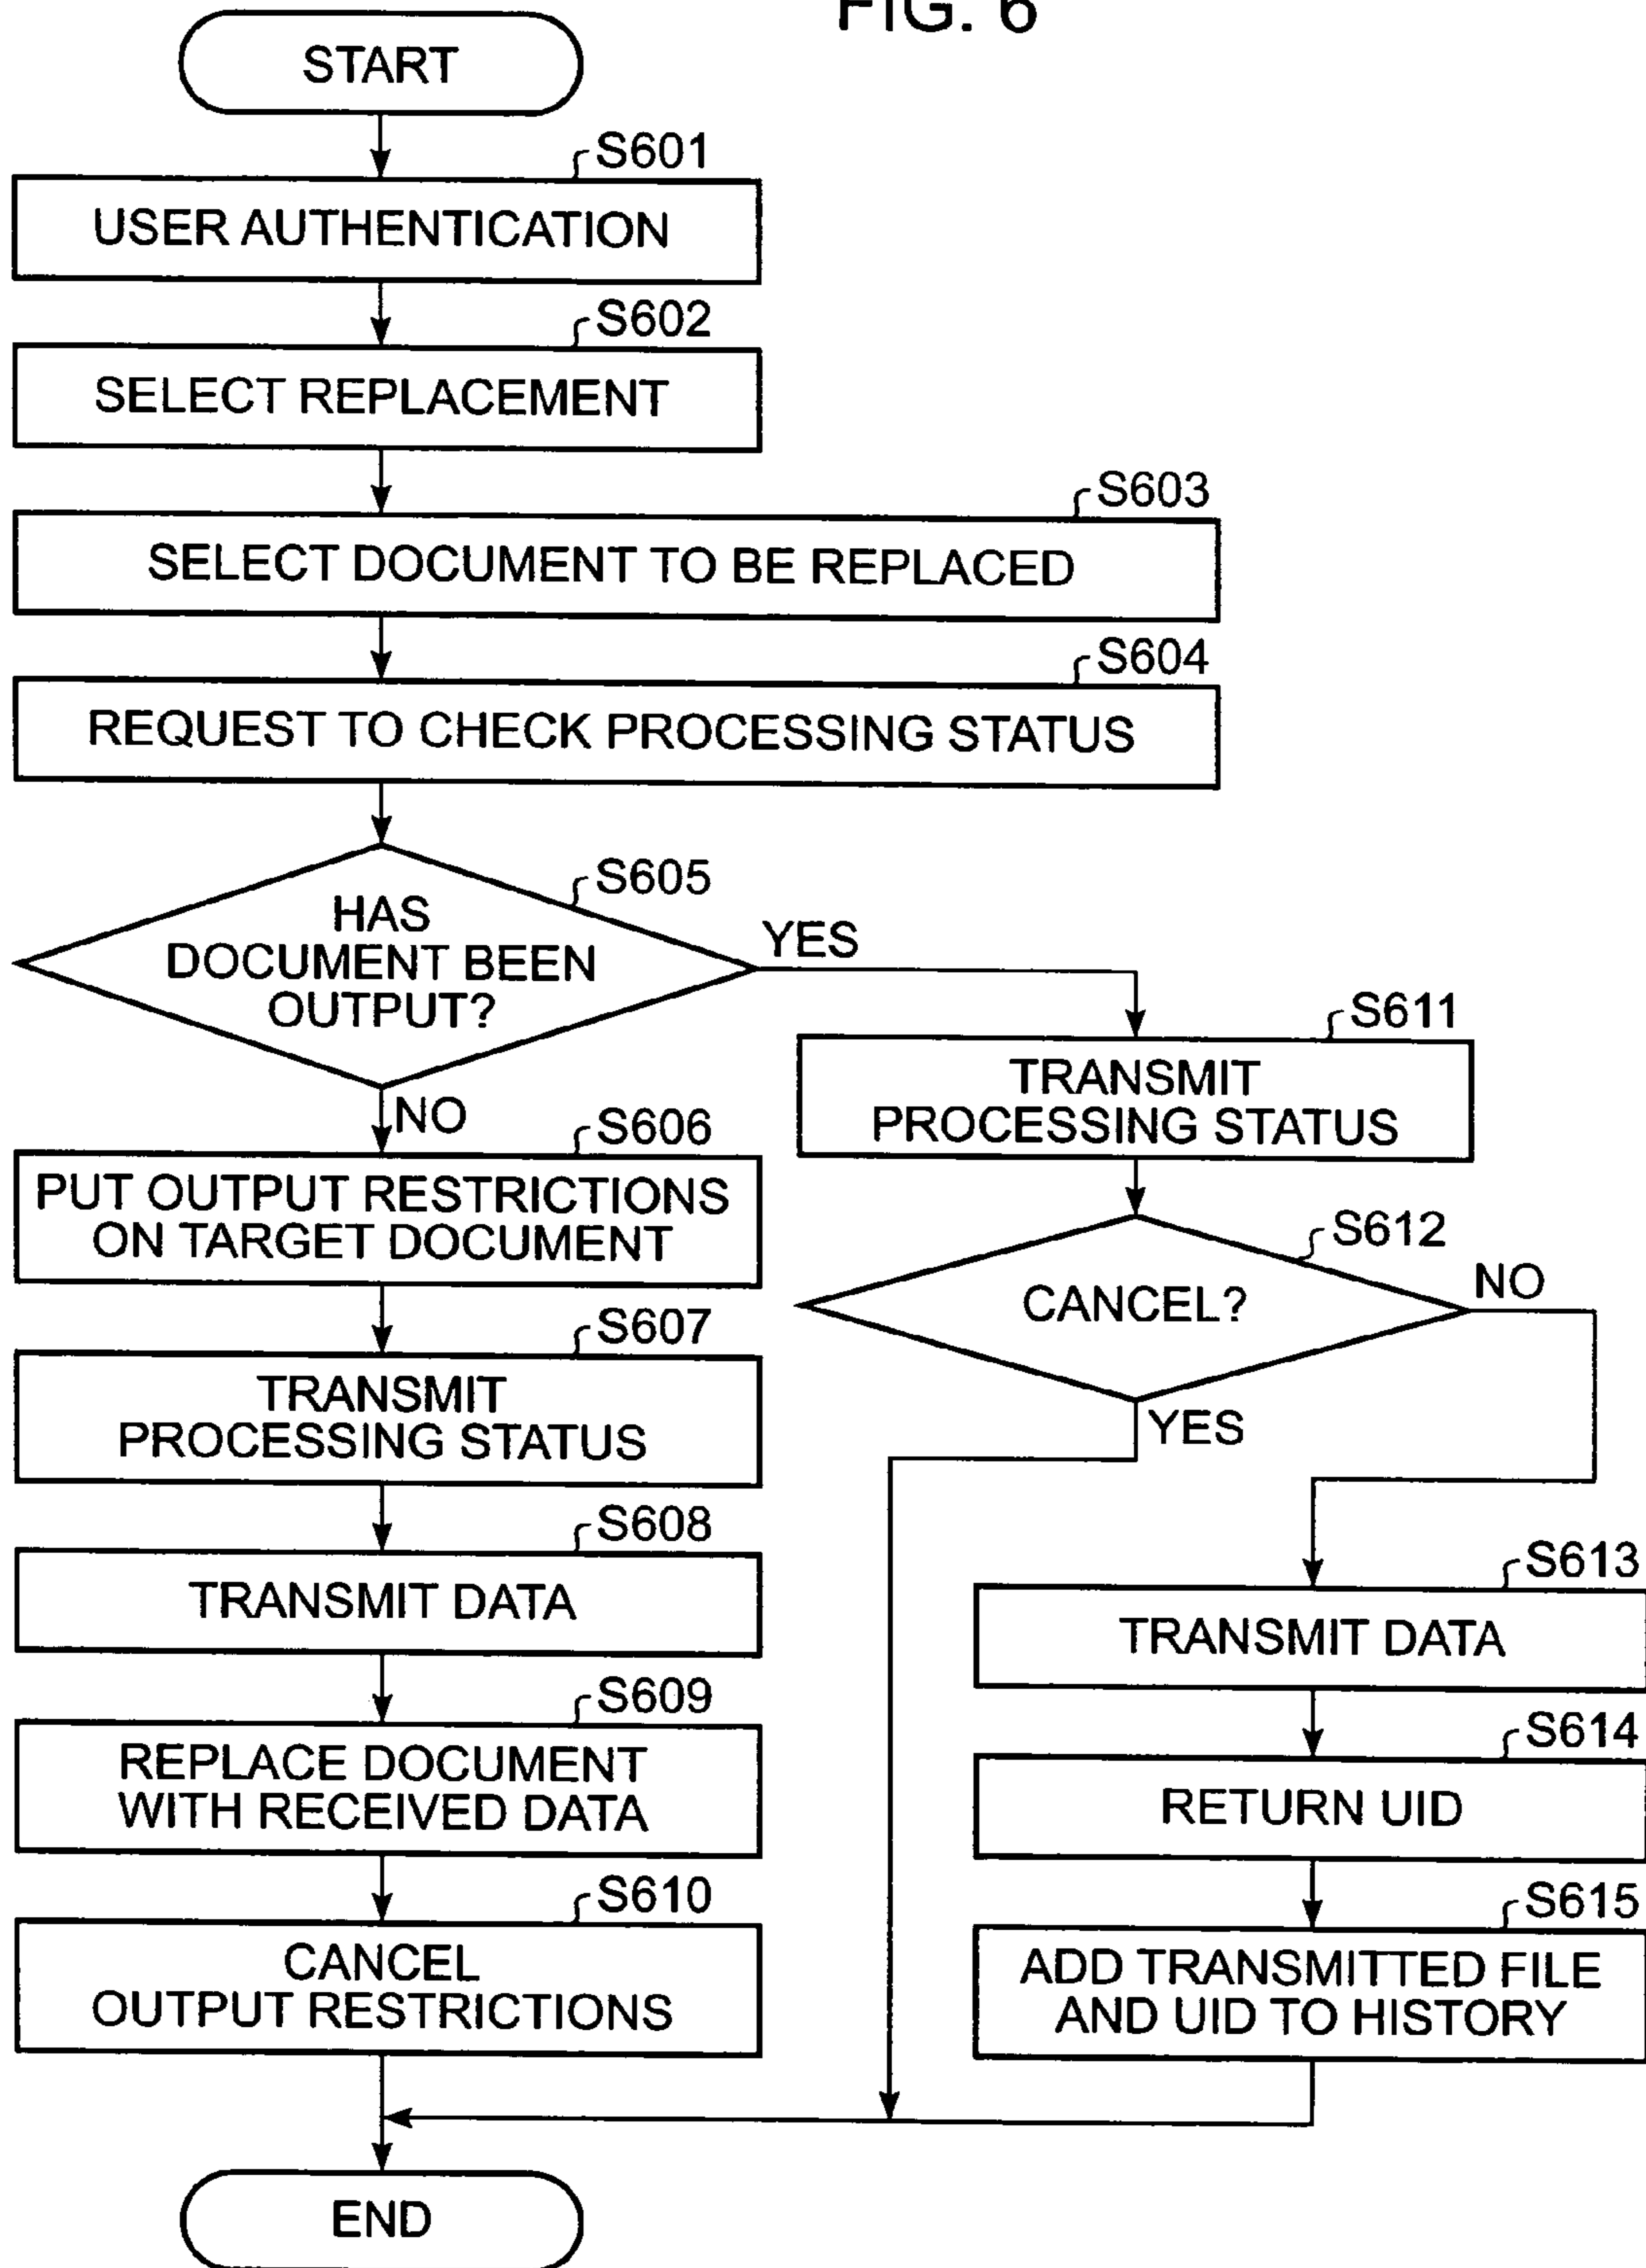 FIG. 6
START
S601
USER AUTHENTICATION
S602
SELECT REPLACEMENT
S603
SELECT DOCUMENT TO BE REPLACED
S604
REQUEST TO CHECK PROCESSING STATUS
S605
HAS
DOCUMENT BEEN
OUTPUT?
YES
NO
S606
PUT OUTPUT RESTRICTIONS
ON TARGET DOCUMENT
S607
TRANSMIT
PROCESSING STATUS
S608
TRANSMIT DATA
S609
REPLACE DOCUMENT
WITH RECEIVED DATA
S610
CANCEL
OUTPUT RESTRICTIONS
S611
TRANSMIT
PROCESSING STATUS
S612
CANCEL?
NO
YES
S613
TRANSMIT DATA
S614
RETURN UID
S615
ADD TRANSMITTED FILE
AND UID TO HISTORY
END